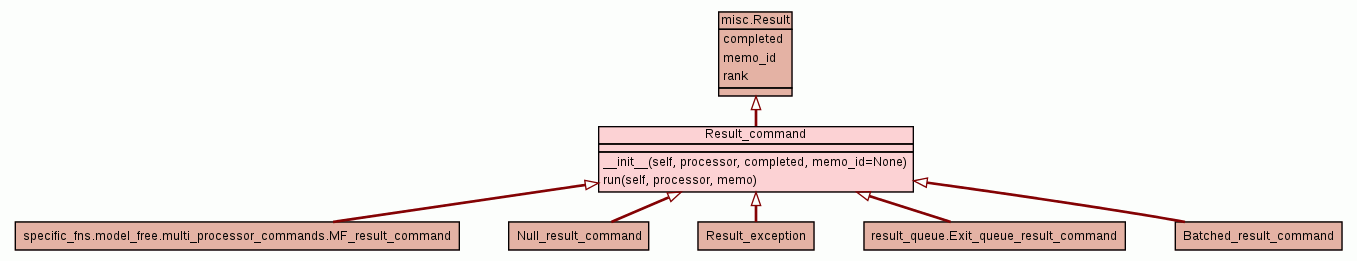 misc.Result
completed
memo_id
rank
Result_command
__init__(self, processor, completed, memo_id=None)
run(self, processor, memo)
specific_fns.model_free.multi_processor_commands.MF_result_command
Null_result_command
Result_exception
result_queue.Exit_queue_result_command
Batched_result_command